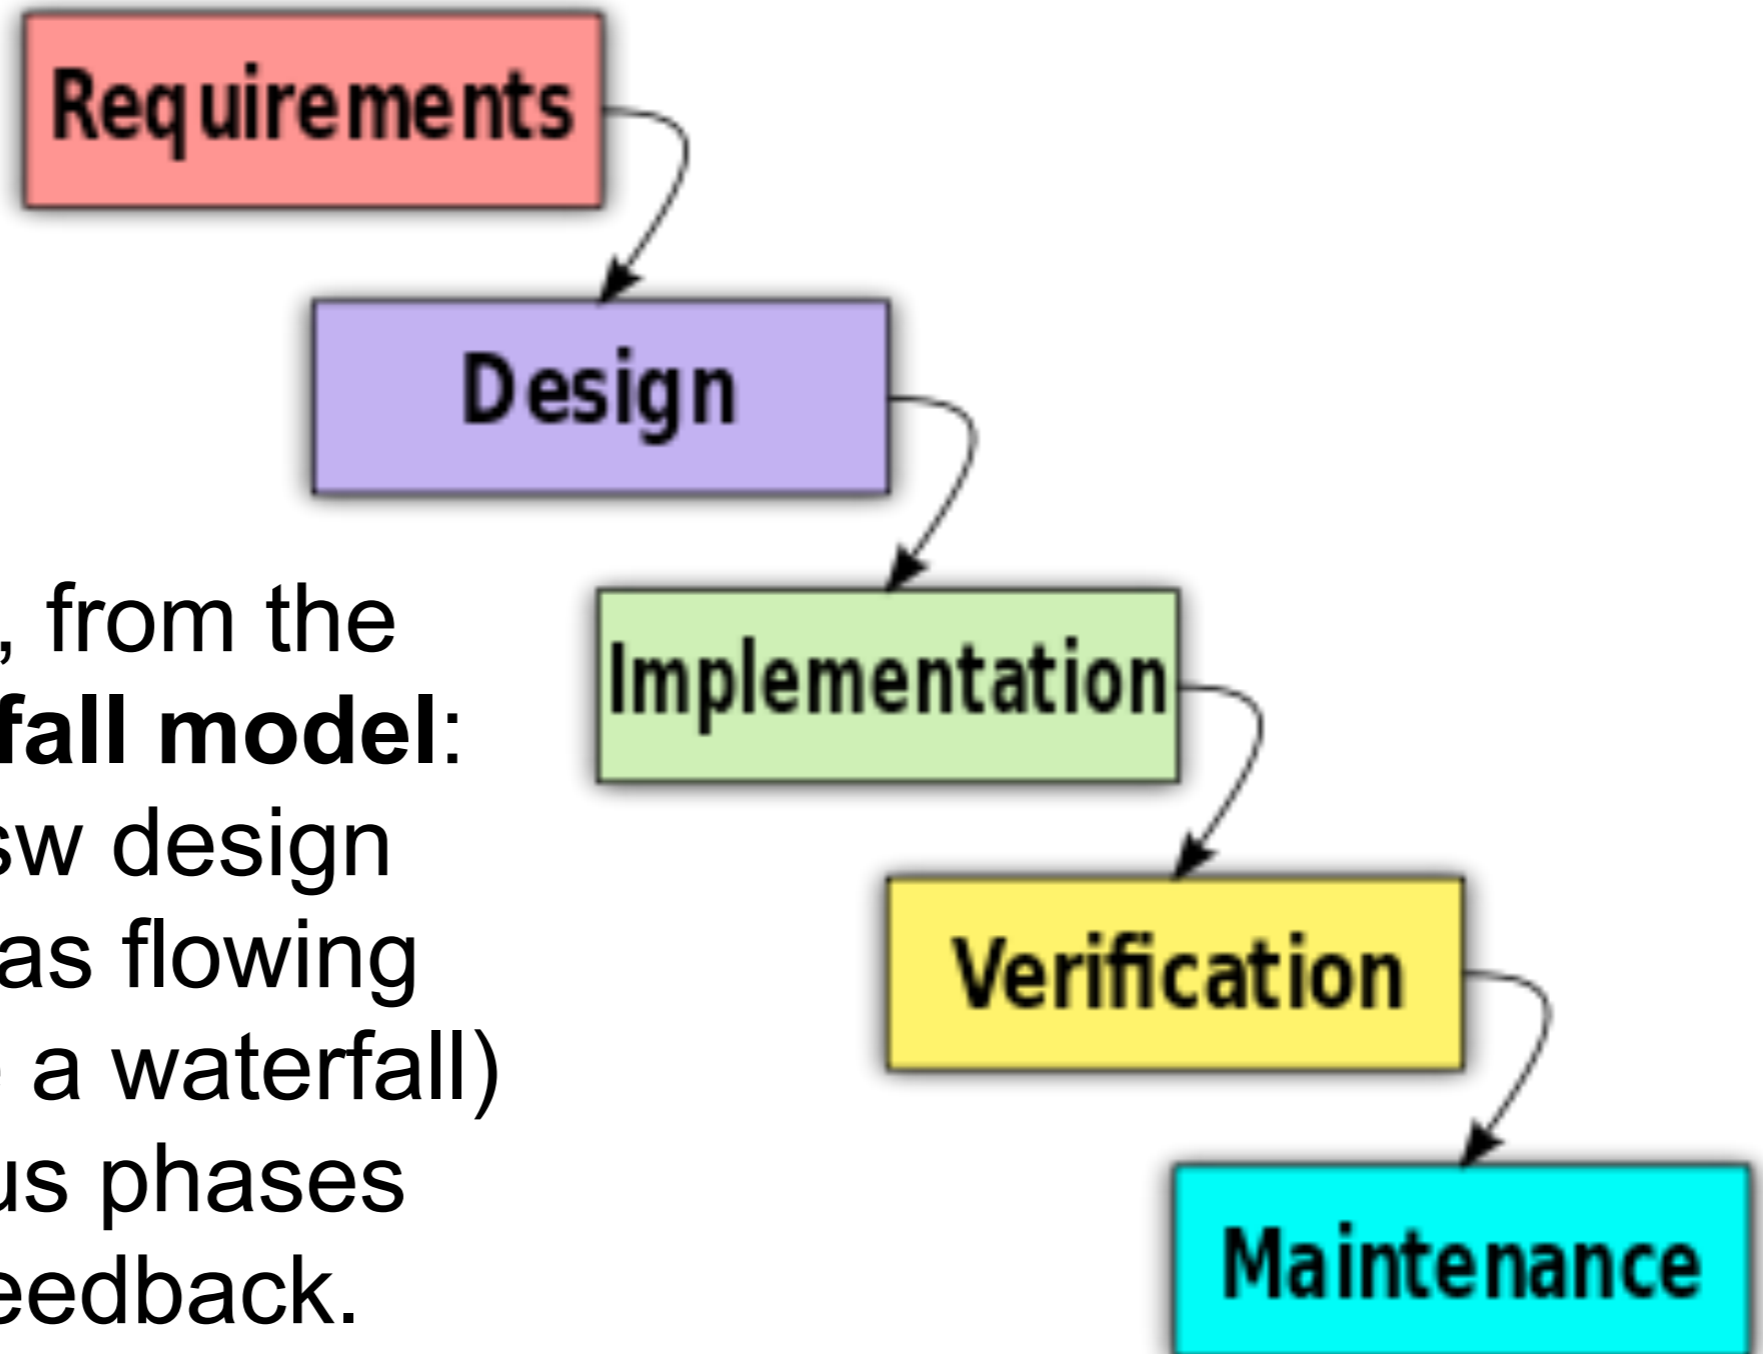 Requirements
Design
, from the
fall model:
sw design
as flowing
a waterfall)
us phases
eedback.
Implementation
Verification
Maintenance